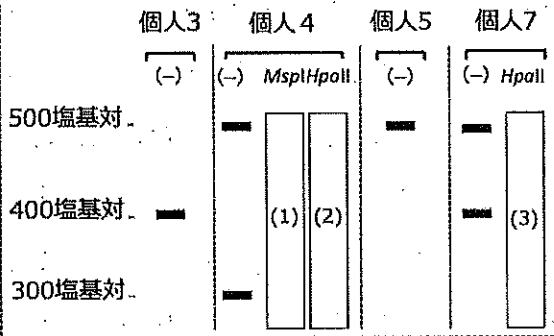 個人3 個人4 個人5 個人7
(−) (−) MspI HpaII (−) (−) HpaII
500塩基対
400塩基対 (1) (2) (3)
300塩基対